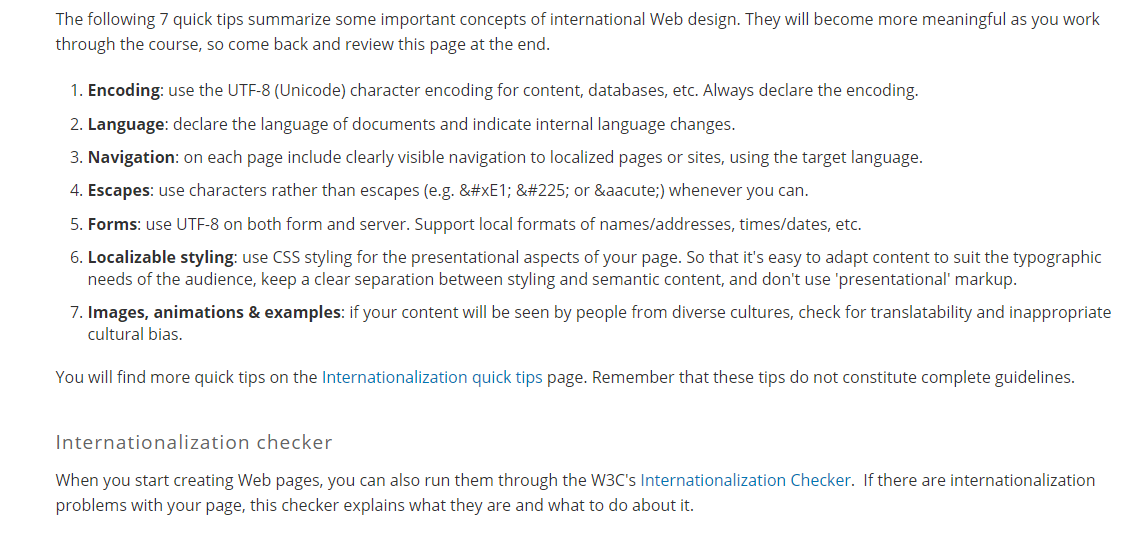 The following 7 quick tips summarize some important concepts of international Web design. They will become more meaningful as you work
through the course, so come back and review this page at the end.
1. Encoding: use the UTF-8 (Unicode) character encoding for content, databases, etc. Always declare the encoding.
2. Language: declare the language of documents and indicate internal language changes.
3. Navigation: on each page include clearly visible navigation to localized pages or sites, using the target language.
4. Escapes: use characters rather than escapes (e.g. &#xE1; &#225; or &aacute;) whenever you can.
5. Forms: use UTF-8 on both form and server. Support local formats of names/addresses, times/dates, etc.
6. Localizable styling: use CSS styling for the presentational aspects of your page. So that it's easy to adapt content to suit the typographic
needs of the audience, keep a clear separation between styling and semantic content, and don't use 'presentational' markup.
7. Images, animations & examples: if your content will be seen by people from diverse cultures, check for translatability and inappropriate
cultural bias.
You will find more quick tips on the Internationalization quick tips page. Remember that these tips do not constitute complete guidelines.
Internationalization checker
When you start creating Web pages, you can also run them through the W3C's Internationalization Checker. If there are internationalization
problems with your page, this checker explains what they are and what to do about it.